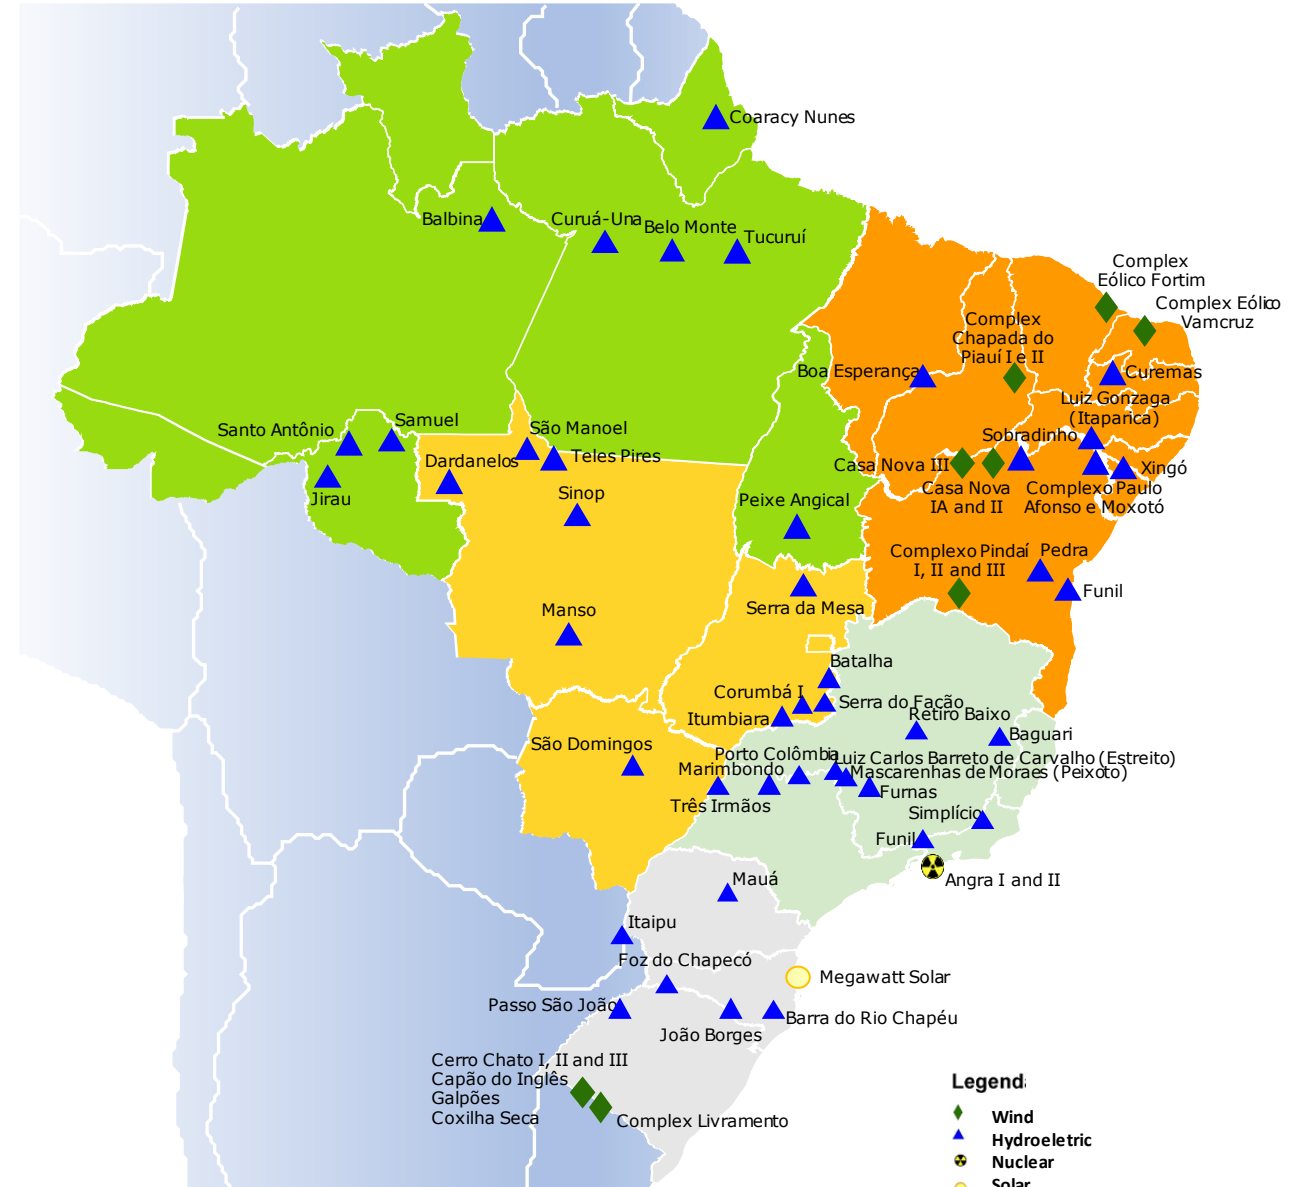 Coaracy Nunes
Balbina
Curuá-Una
Belo Monte
Tucuruí
Complex
Eólico Fortim
Complex Eólico
Vamcruz
Complex
Chapada do
Piauí I e II
Boa Esperança
Curemas
Luiz Gonzaga
(Itaparica)
Santo Antônio
Samuel
São Manoel
Sobradinho
Dardanelos
Teles Pires
Casa Nova III
Xingó
Jirau
Sinop
Peixe Angical
Casa Nova
IA and II
Complexo Paulo
Afonso e Moxotó
Complexo Pindaí
I, II and III
Pedra
Funil
Manso
Serra da Mesa
Batalha
Corumbá I
Serra do Fação
Itumbiara
Retiro Baixo
Baguari
São Domingos
Porto Colômbia
Luiz Carlos Barreto de Carvalho (Estreito)
Marimbondo
Mascarenhas de Moraes (Peixoto)
Três Irmãos
Furnas
Simplício
Funil
Angra I and II
Mauá
Itaipu
Foz do Chapecó
Megawatt Solar
Passo São João
João Borges
Barra do Rio Chapéu
Cerro Chato I, II and III
Capão do Inglês
Galpões
Coxilha Seca
Complex Livramento
Legend:
Wind
Hydroeletric
Nuclear
Solar